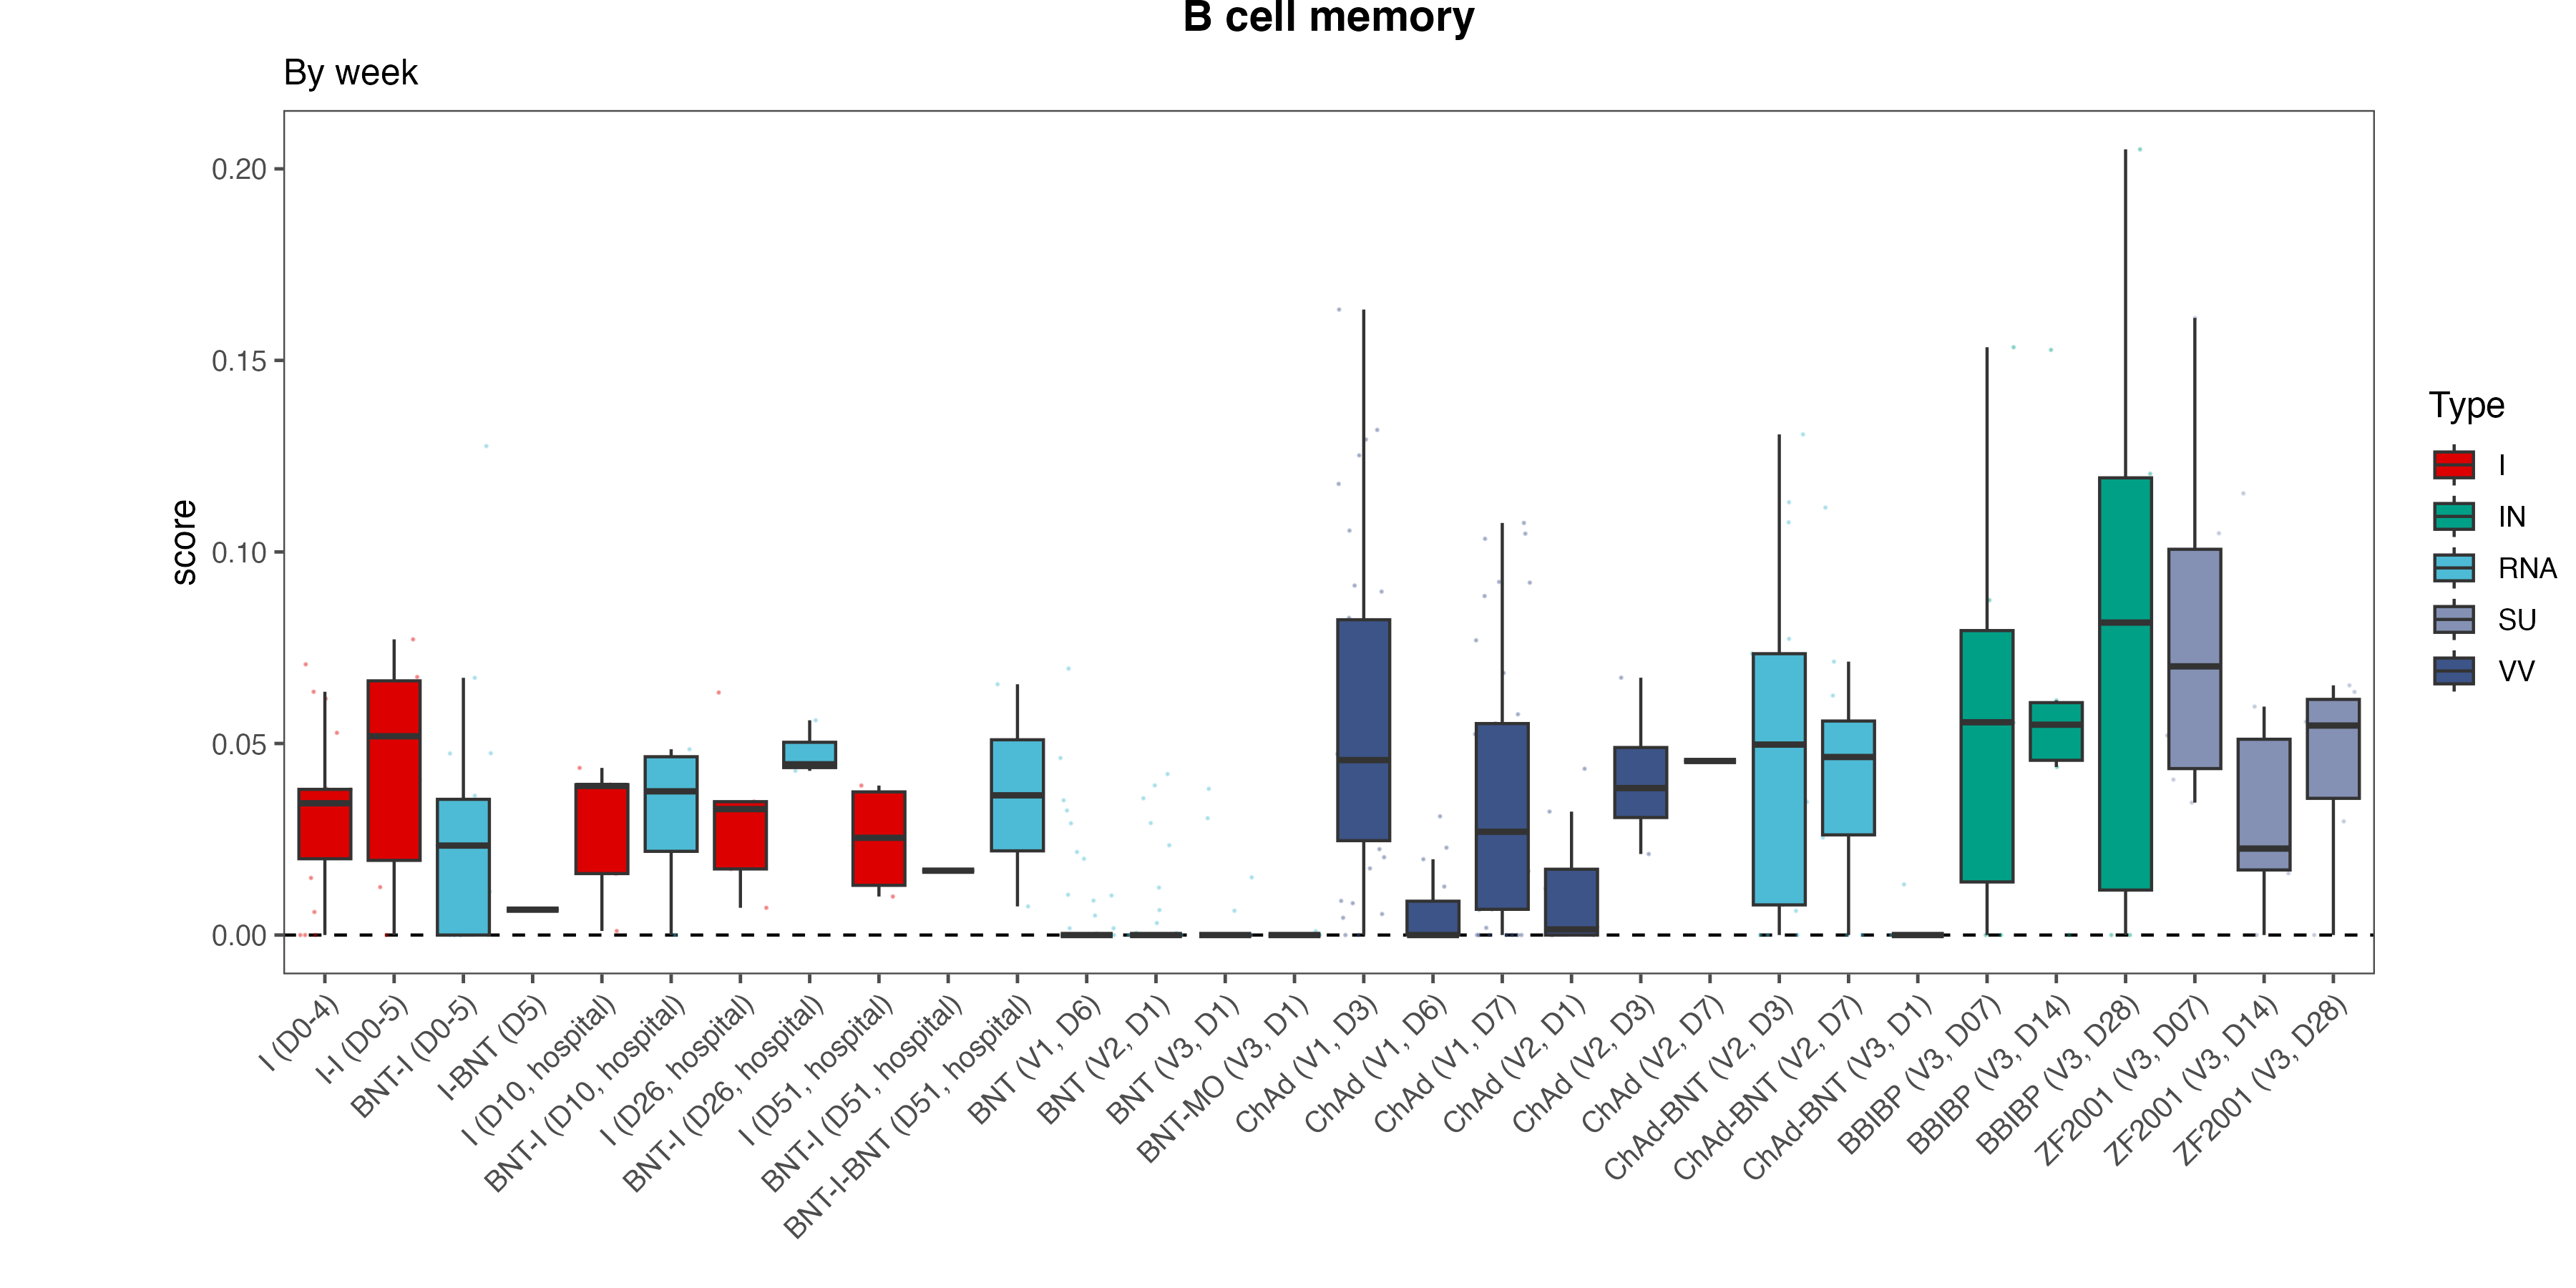 B cell memory
By week
score
0.20
0.15
0.10
0.05
0.00
I (D0-4)
I-I (D0-5)
BNT-I (D0-5)
I-BNT (D5)
I (D10, hospital)
BNT-I (D10, hospital)
I (D26, hospital)
BNT-I (D26, hospital)
I (D51, hospital)
BNT-I (D51, hospital)
BNT-I-BNT (D51, hospital)
BNT (V1, D6)
BNT (V2, D1)
BNT (V3, D1)
BNT-MO (V3, D1)
ChAd (V1, D3)
ChAd (V1, D6)
ChAd (V1, D7)
ChAd (V2, D1)
ChAd (V2, D3)
ChAd (V2, D7)
ChAd-BNT (V2, D3)
ChAd-BNT (V2, D7)
ChAd-BNT (V3, D1)
BBIBP (V3, D07)
BBIBP (V3, D14)
BBIBP (V3, D28)
ZF2001 (V3, D07)
ZF2001 (V3, D14)
ZF2001 (V3, D28)
Type
I
IN
RNA
SU
VV